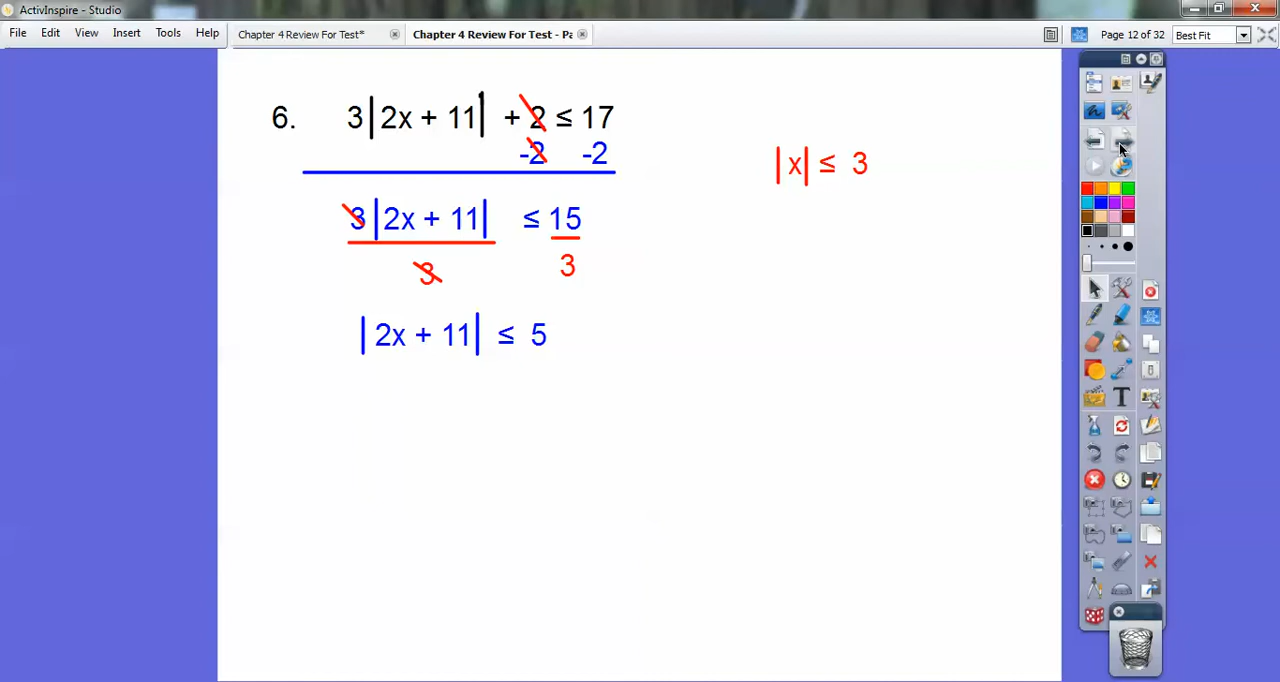 ActivInspire - Studio
File Edit View Insert Tools Help
Chapter 4 Review For Test*
Chapter 4 Review For Test - Pa
Page 12 of 32
Best Fit
6. 3|2x + 11| + 2 ≤ 17
-2 -2
|x| ≤ 3
3|2x + 11| ≤ 15
3 3
|2x + 11| ≤ 5